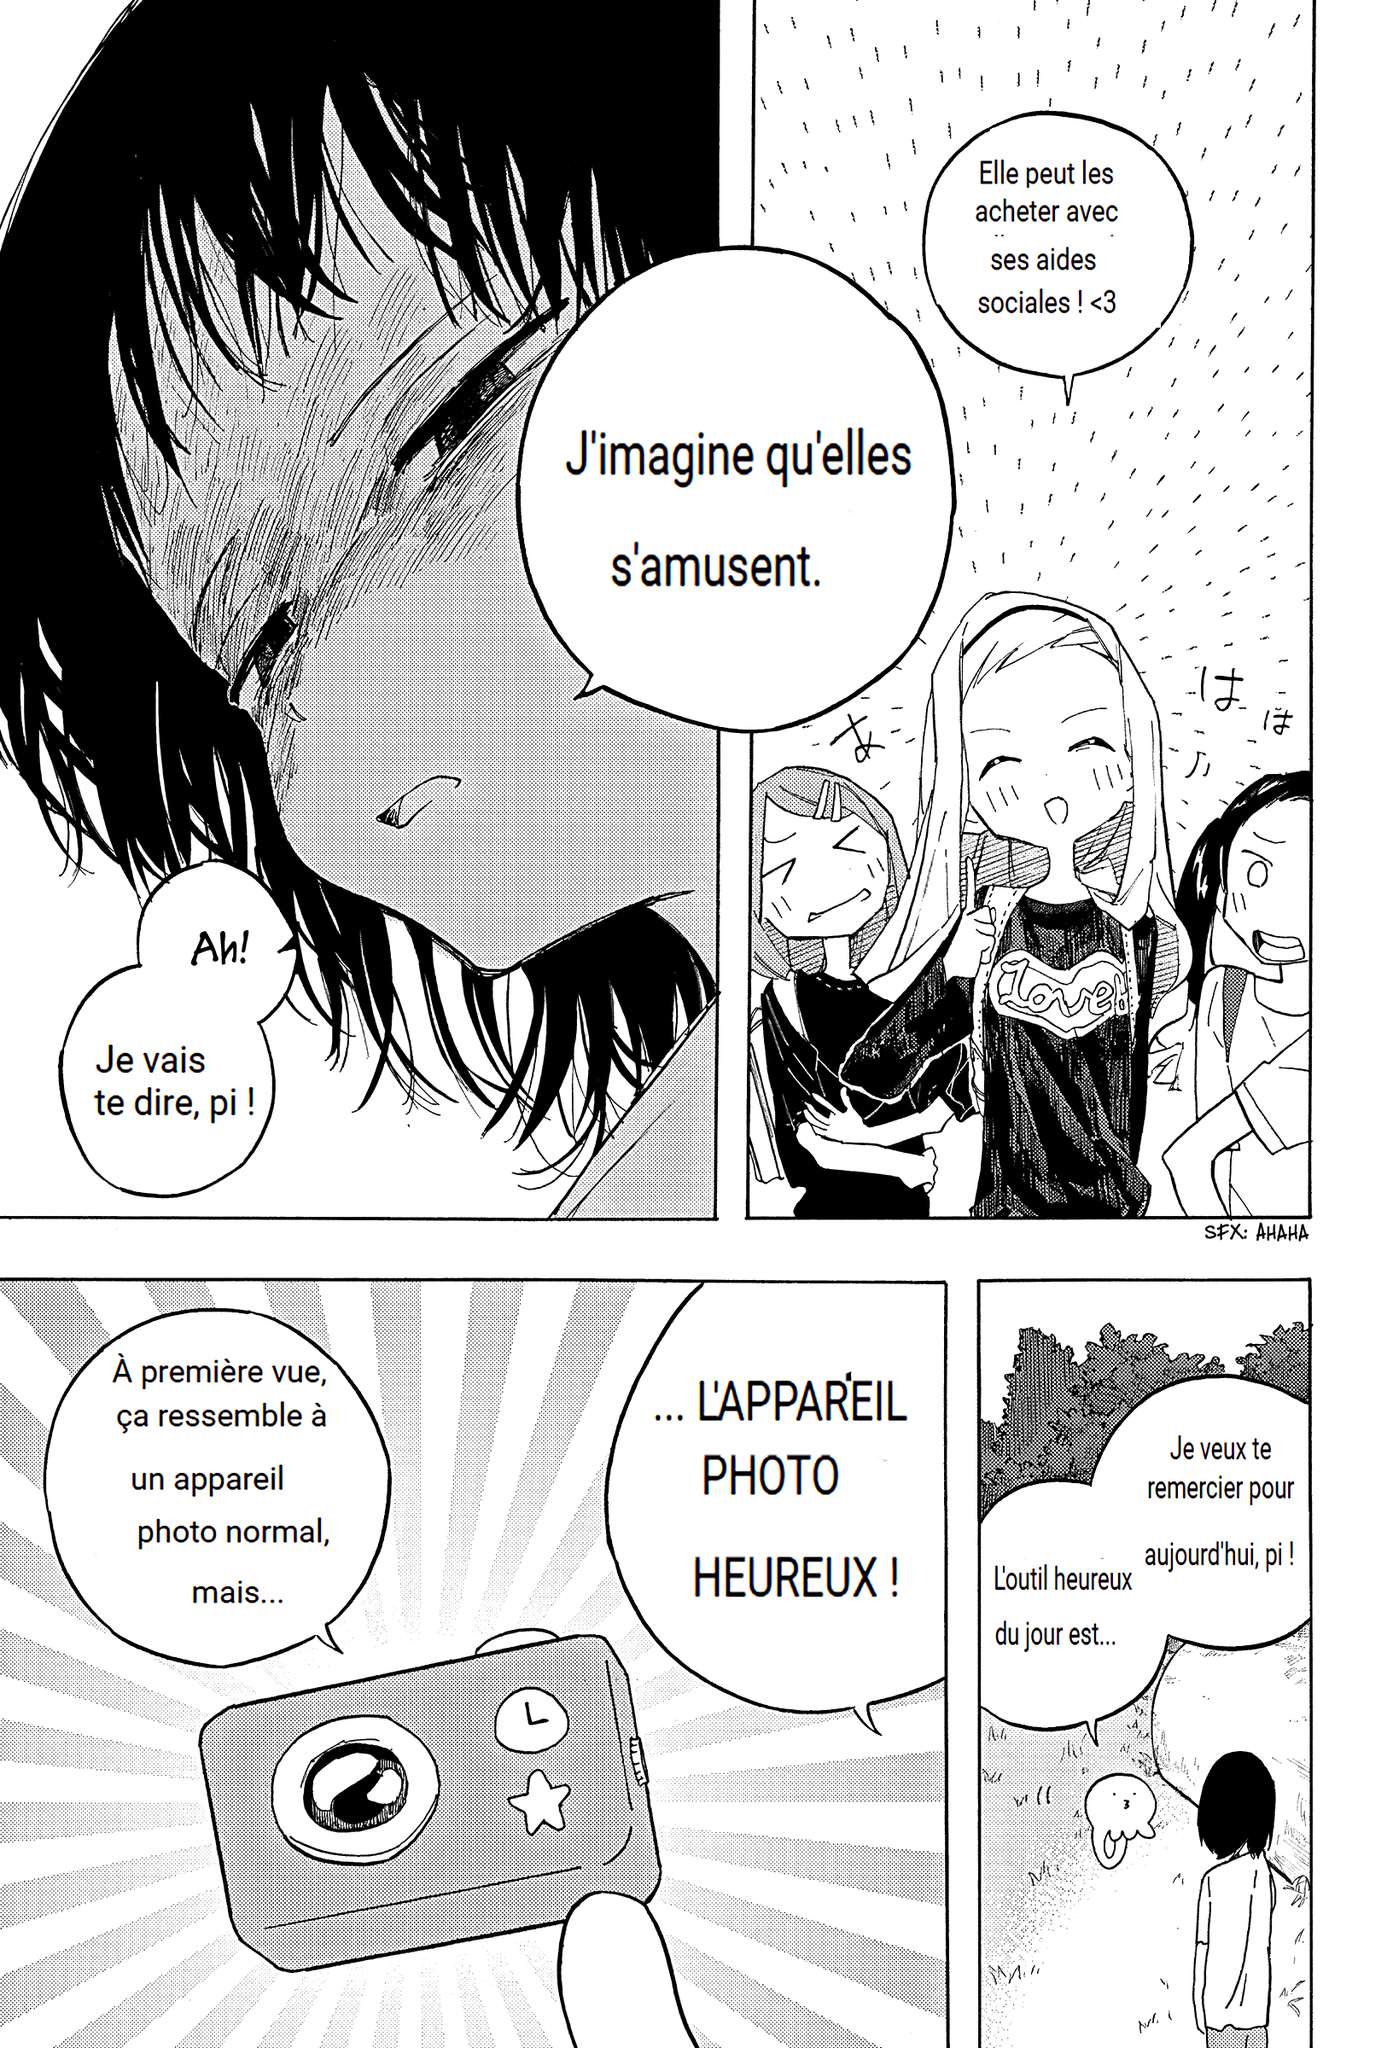 Elle peut les
acheter avec
ses aides
sociales ! <3
J'imagine qu'elles
s'amusent.
あ
は
は
♪
Love!
Ah!
Je vais
te dire, pi !
SFX: AHAHA
Je veux te
remercier pour
aujourd'hui, pi !
L'outil heureux
du jour est...
... L'APPAREIL
PHOTO
HEUREUX !
À première vue,
ça ressemble à
un appareil
photo normal,
mais...